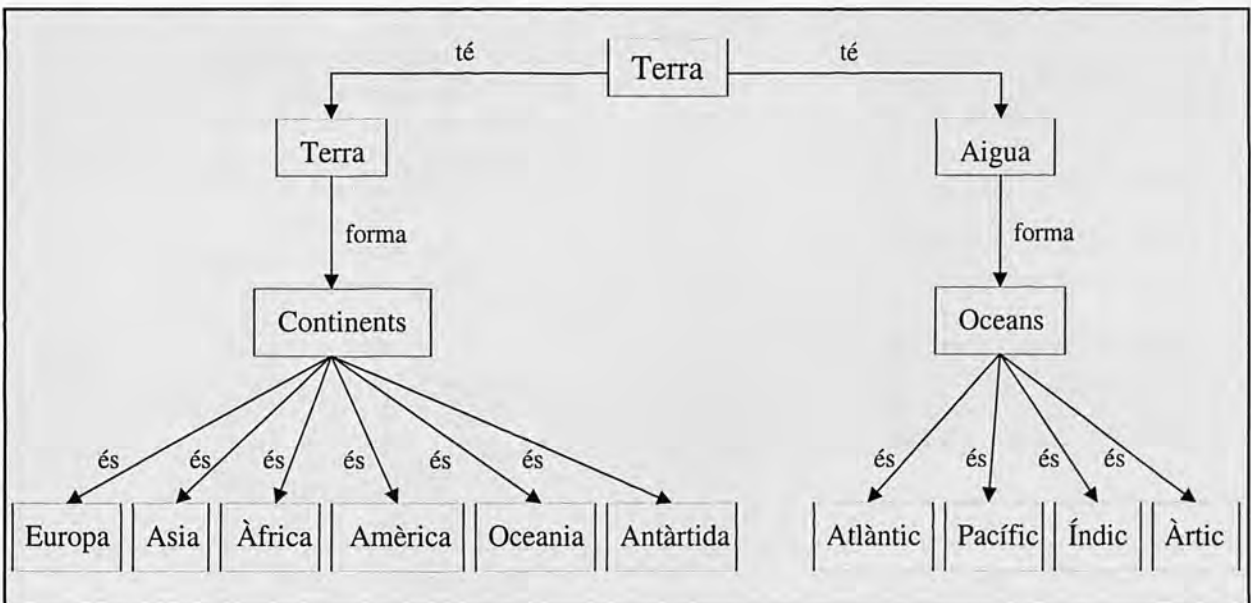 té Terra té
Terra Aigua
forma forma
Continents Oceans
és és és és és és és és és és
Europa Asia Àfrica Amèrica Oceania Antàrtida Atlàntic Pacífic Índic Àrtic